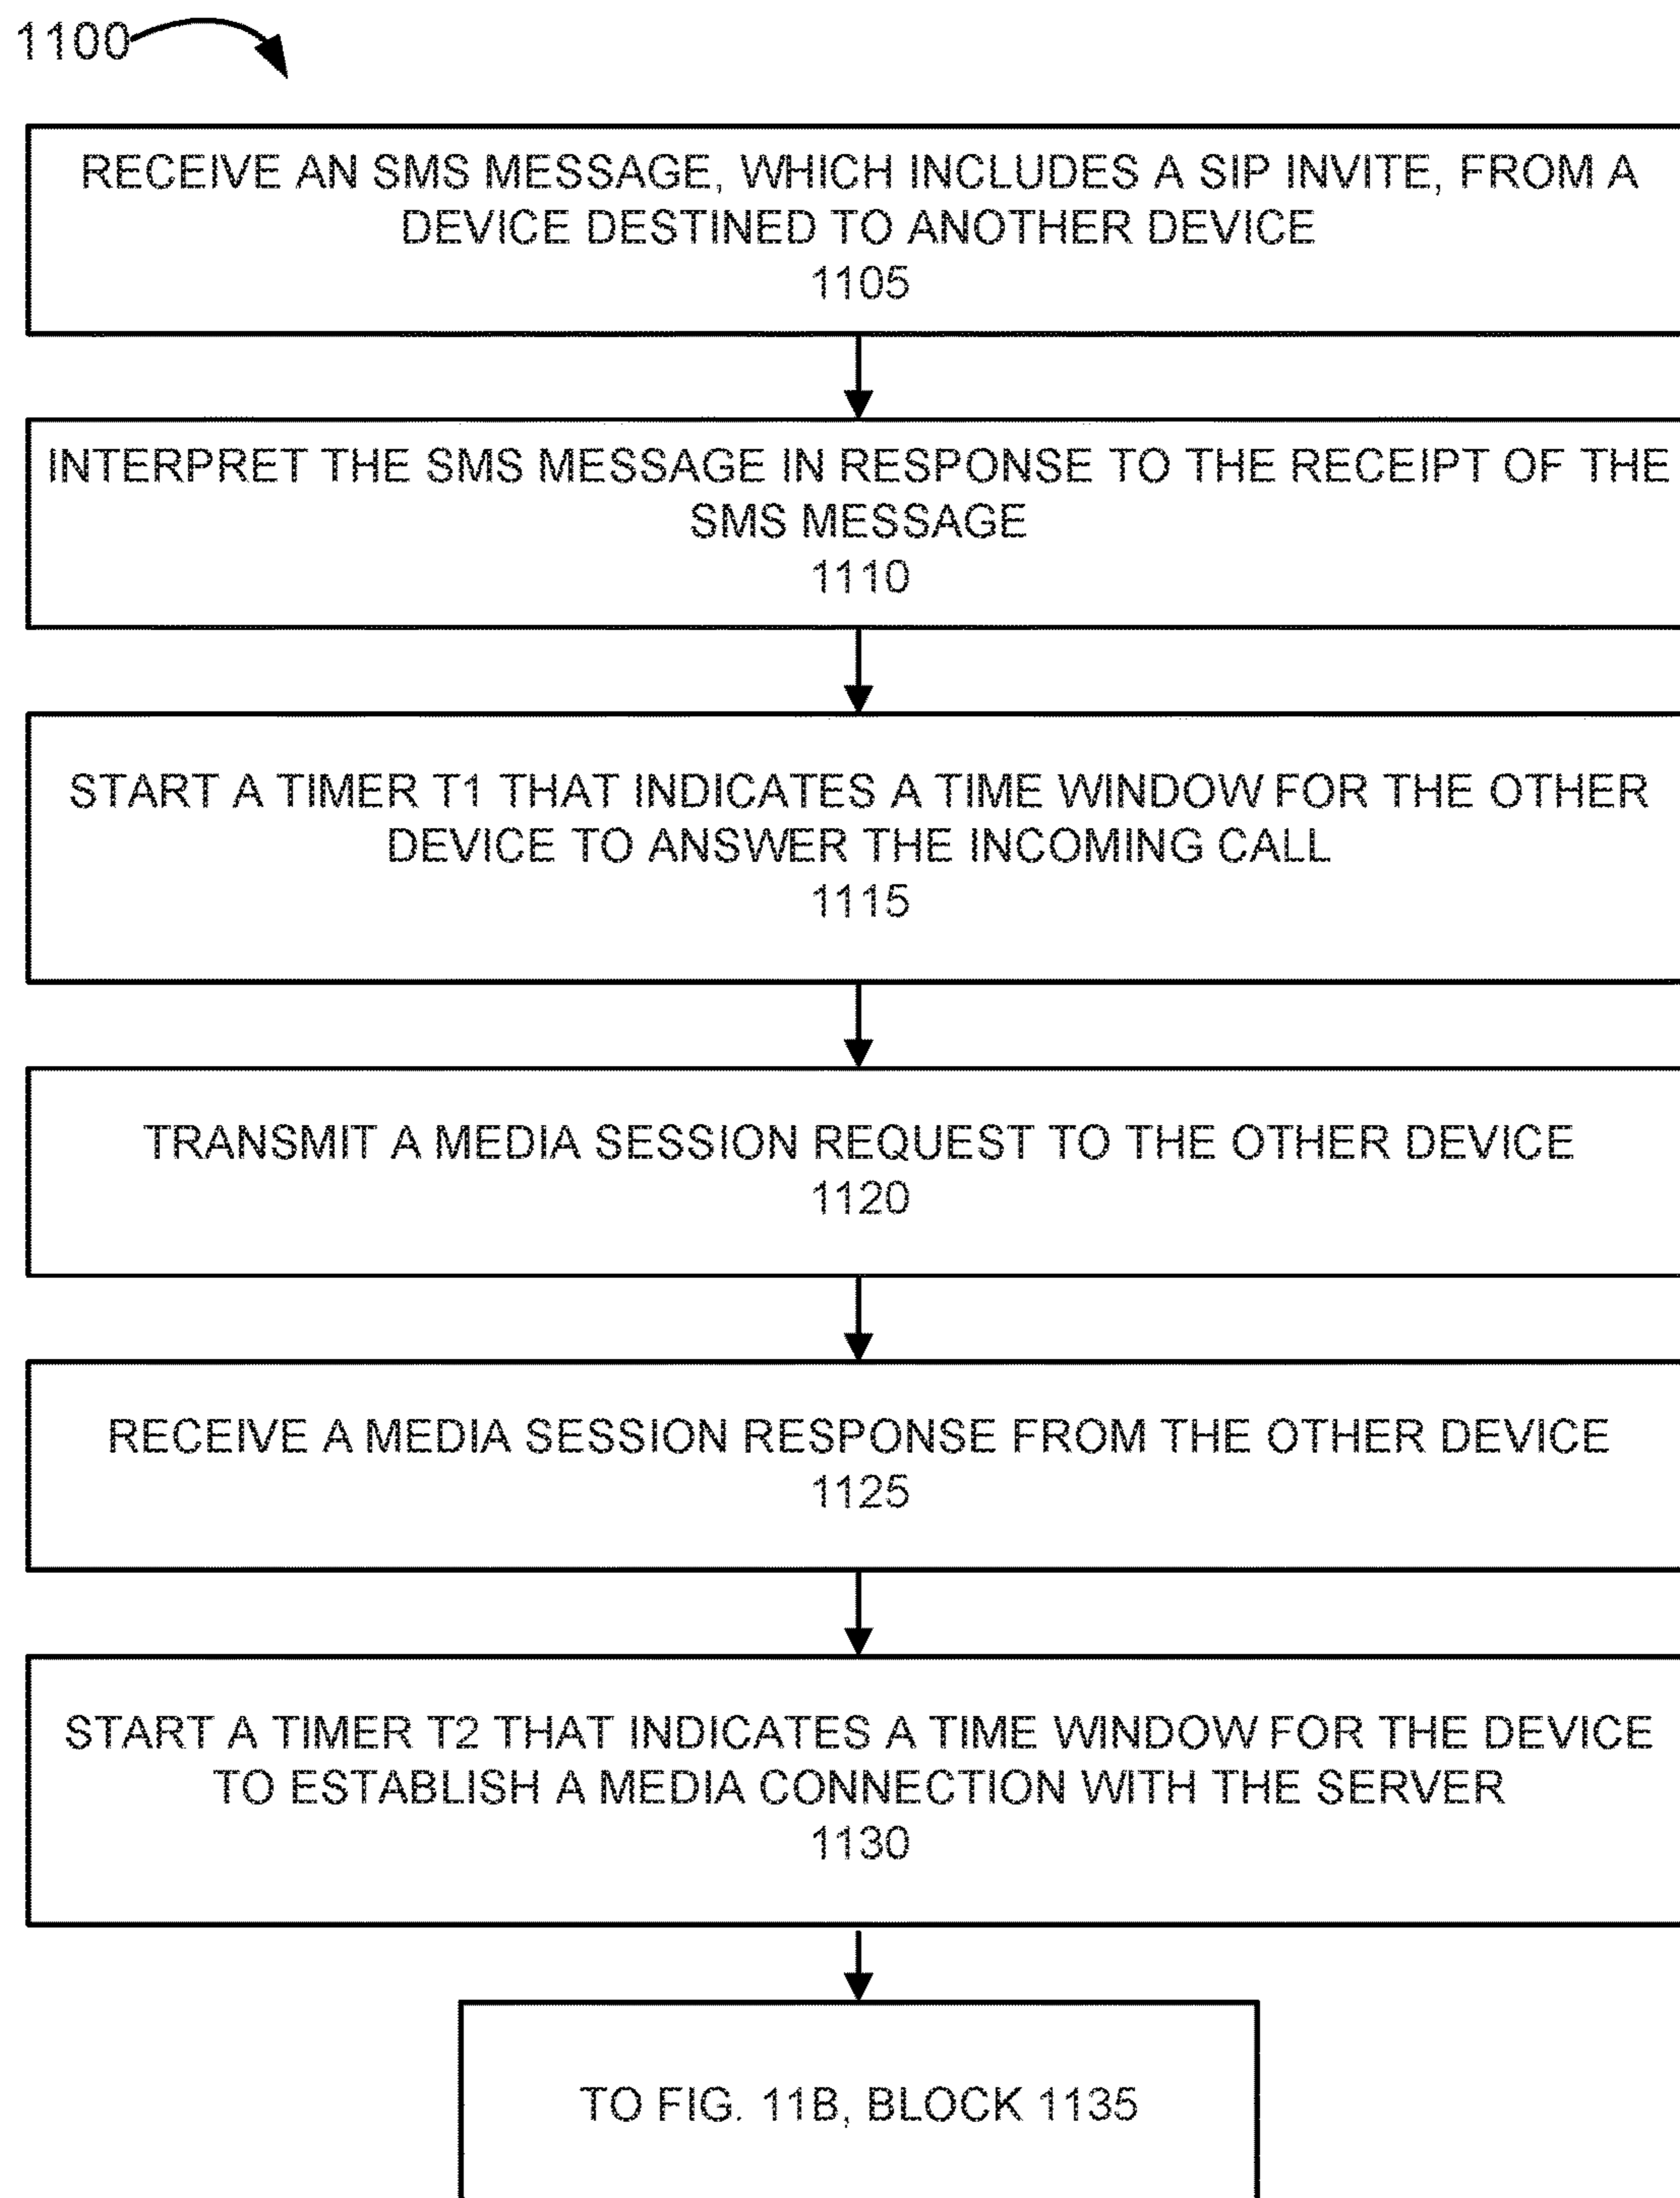 1100
RECEIVE AN SMS MESSAGE, WHICH INCLUDES A SIP INVITE, FROM A
DEVICE DESTINED TO ANOTHER DEVICE
1105
INTERPRET THE SMS MESSAGE IN RESPONSE TO THE RECEIPT OF THE
SMS MESSAGE
1110
START A TIMER T1 THAT INDICATES A TIME WINDOW FOR THE OTHER
DEVICE TO ANSWER THE INCOMING CALL
1115
TRANSMIT A MEDIA SESSION REQUEST TO THE OTHER DEVICE
1120
RECEIVE A MEDIA SESSION RESPONSE FROM THE OTHER DEVICE
1125
START A TIMER T2 THAT INDICATES A TIME WINDOW FOR THE DEVICE
TO ESTABLISH A MEDIA CONNECTION WITH THE SERVER
1130
TO FIG. 11B, BLOCK 1135